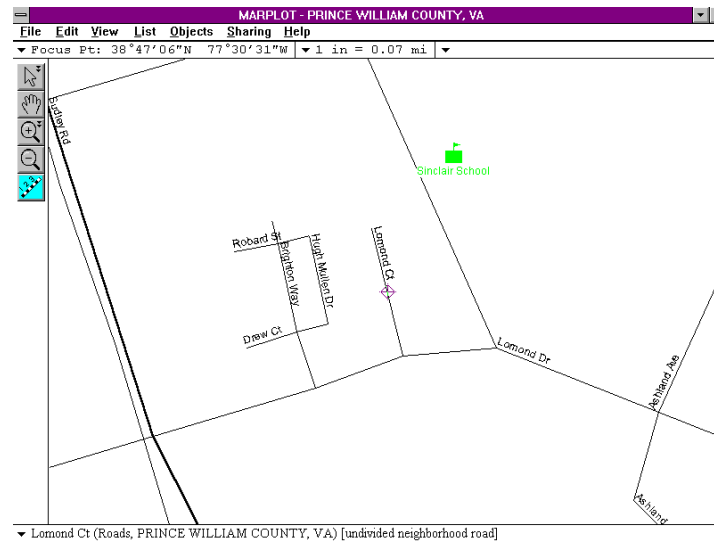 MARPLOT - PRINCE WILLIAM COUNTY, VA
File Edit View List Objects Sharing Help
Focus Pt: 38°47'06"N 77°30'31"W 1 in = 0.07 mi
Sudley Rd
Sinclair School
Robard St
Brighton Way
Hugh Mullen Dr
Lomond Ct
Drew Ct
Lomond Dr
Ashland Ave
Ashland
Lomond Ct (Roads, PRINCE WILLIAM COUNTY, VA) [undivided neighborhood road]